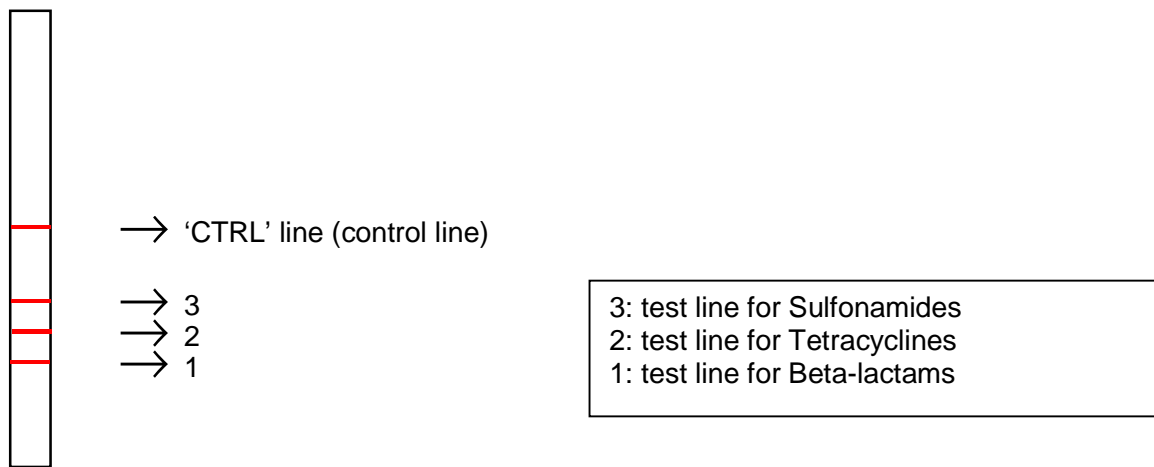 ‘CTRL’ line (control line)
3
2
1
3: test line for Sulfonamides
2: test line for Tetracyclines
1: test line for Beta-lactams